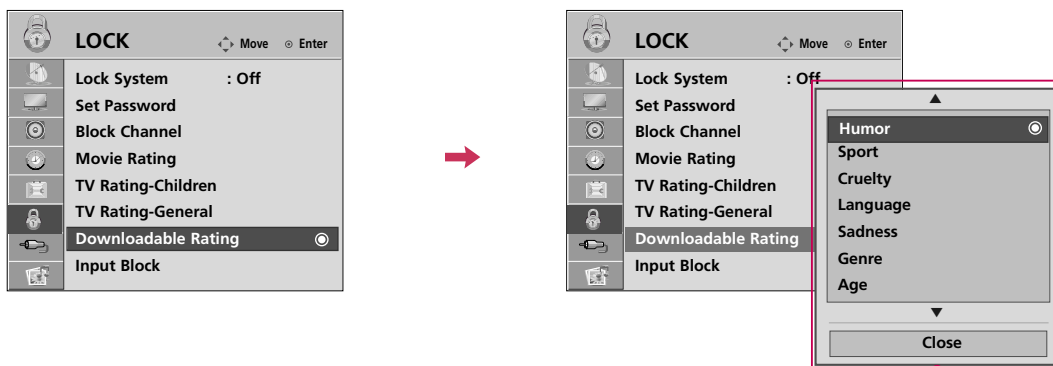 LOCK Move Enter
Lock System : Off
Set Password
Block Channel
Movie Rating
TV Rating-Children
TV Rating-General
Downloadable Rating
Input Block
LOCK Move Enter
Lock System : Off
Set Password
Block Channel
Movie Rating
TV Rating-Children
TV Rating-General
Downloadable Rating
Input Block
Humor
Sport
Cruelty
Language
Sadness
Genre
Age
Close